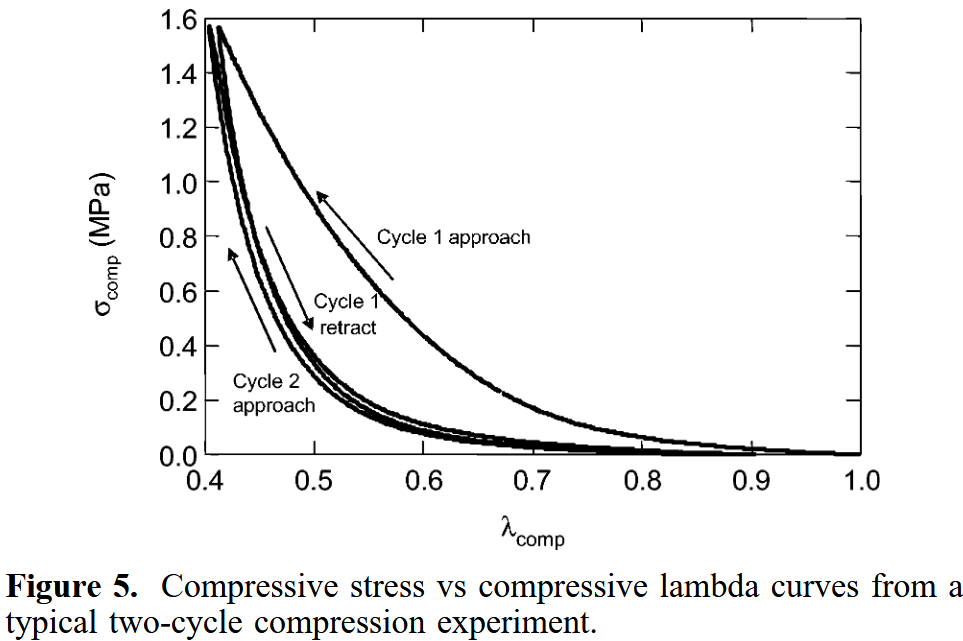 1.6
1.4
1.2
1.0
0.8
0.6
0.4
0.2
0.0
σcomp (MPa)
Cycle 1 approach
Cycle 1
retract
Cycle 2
approach
0.4 0.5 0.6 0.7 0.8 0.9 1.0
λcomp
Figure 5. Compressive stress vs compressive lambda curves from a
typical two-cycle compression experiment.